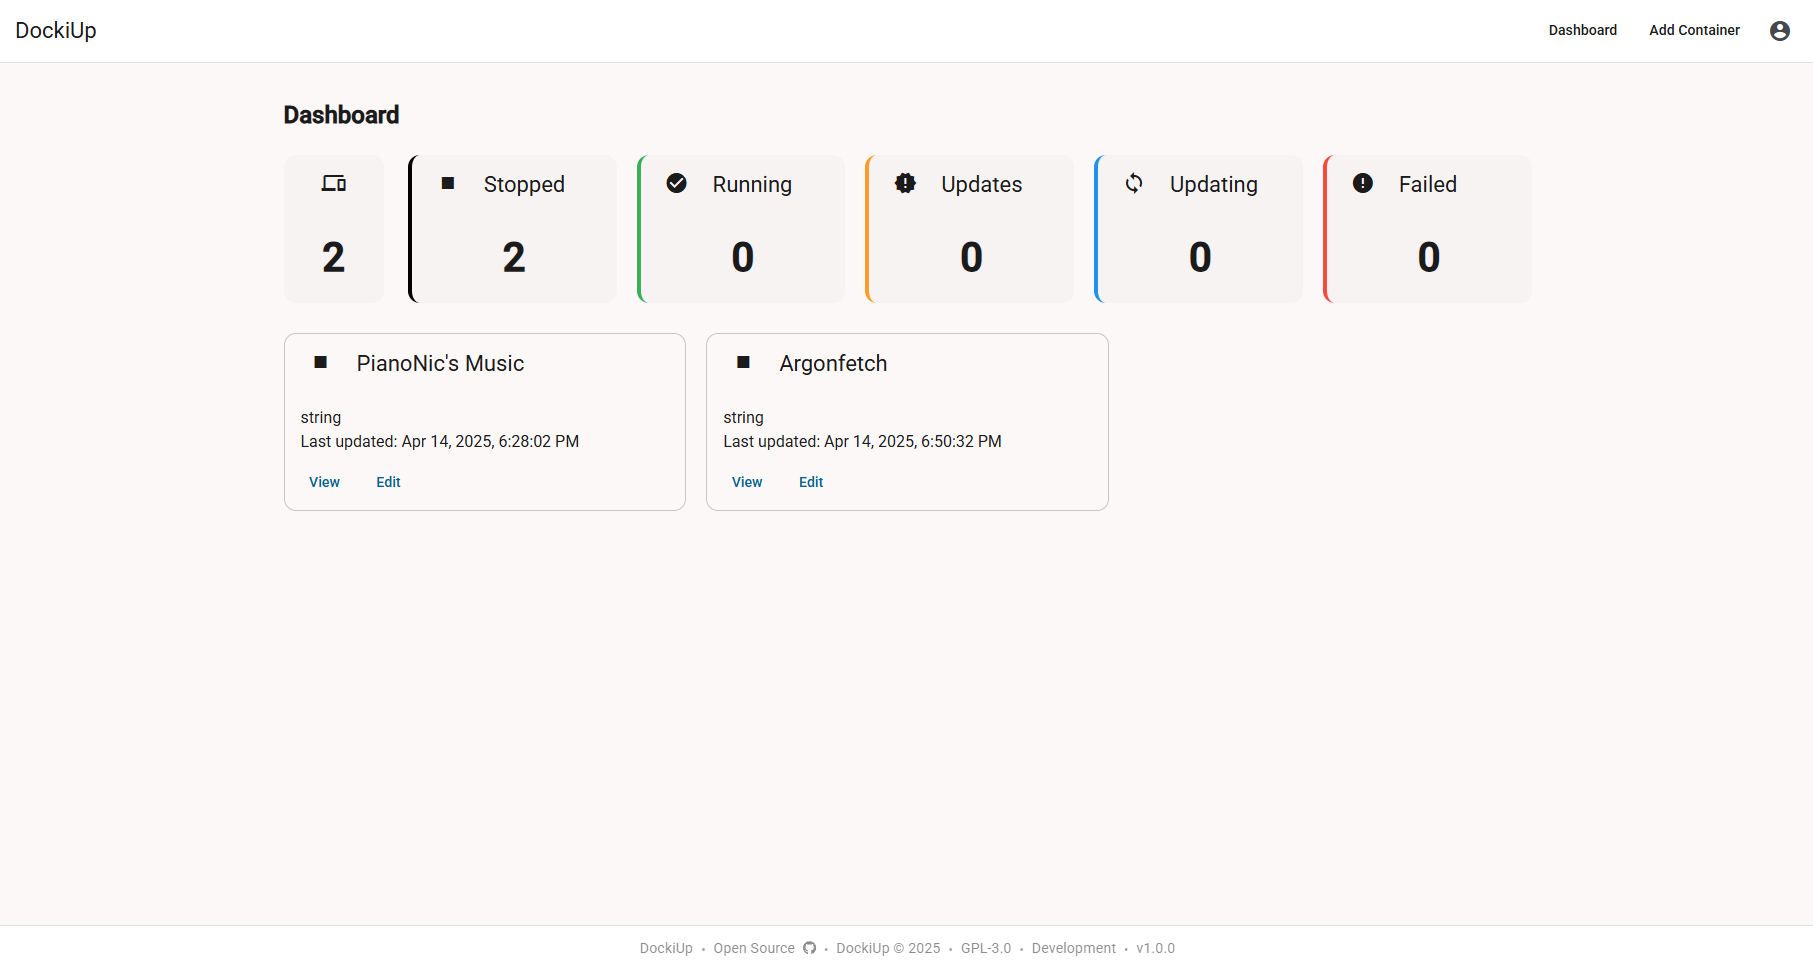 DockiUp
Dashboard
Add Container
Dashboard
2
Stopped
2
Running
0
Updates
0
Updating
0
Failed
0
PianoNic's Music
string
Last updated: Apr 14, 2025, 6:28:02 PM
View Edit
Argonfetch
string
Last updated: Apr 14, 2025, 6:50:32 PM
View Edit
DockiUp • Open Source • DockiUp © 2025 • GPL-3.0 • Development • v1.0.0